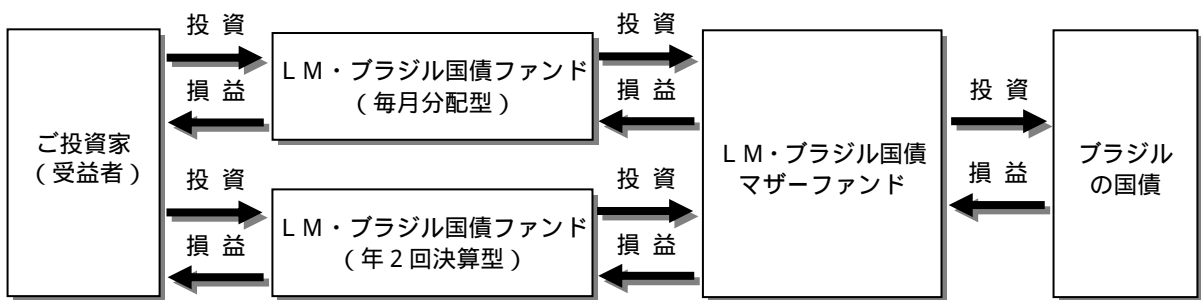 ご投資家
（受益者）
投 資
損 益
投 資
損 益
ＬＭ・ブラジル国債ファンド
（毎月分配型）
ＬＭ・ブラジル国債ファンド
（年２回決算型）
投 資
損 益
投 資
損 益
ＬＭ・ブラジル国債
マザーファンド
投 資
損 益
ブラジル
の国債